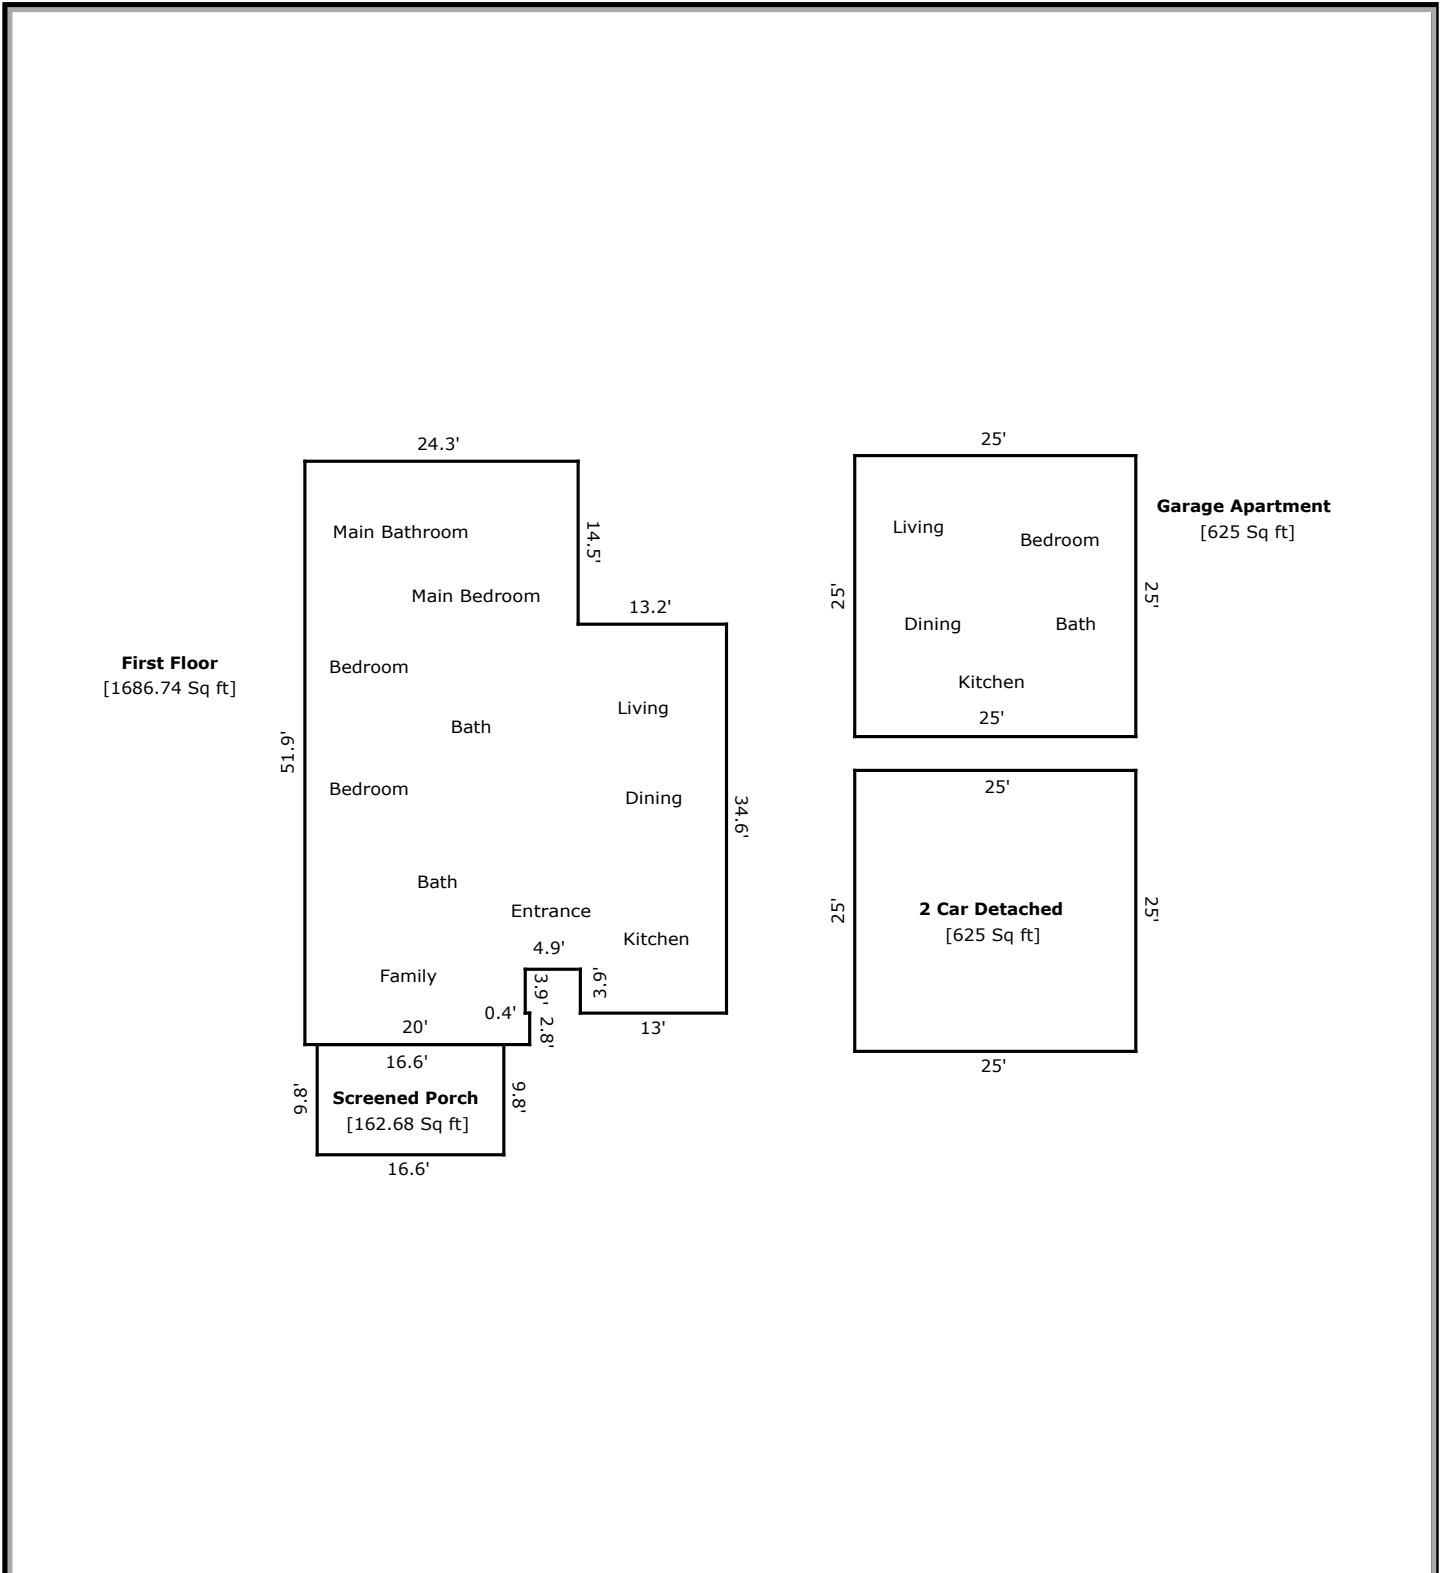 24.3'
Main Bathroom
14.5'
Main Bedroom
13.2'
First Floor
[1686.74 Sq ft]
Bedroom
Living
Bath
51.9'
Bedroom
Dining
34.6'
Bath
Entrance
Kitchen
4.9'
Family
3.9'
3.9'
0.4'
20'
2.8'
13'
16.6'
9.8'
Screened Porch
[162.68 Sq ft]
9.8'
16.6'
25'
Garage Apartment
[625 Sq ft]
Living
Bedroom
25'
25'
Dining
Bath
Kitchen
25'
25'
25'
2 Car Detached
[625 Sq ft]
25'
25'